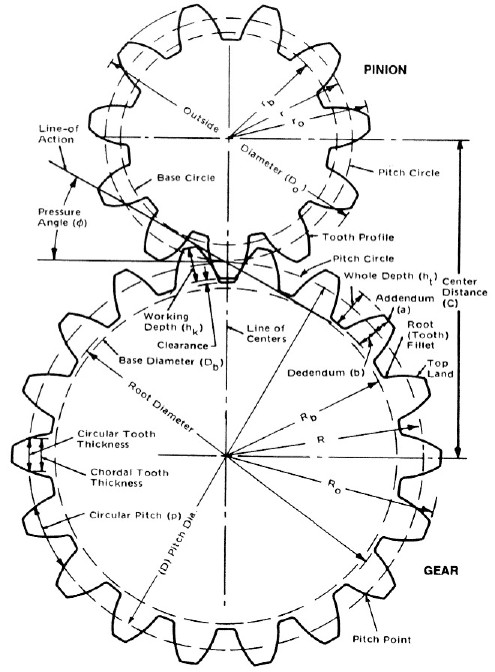 PINION
r_b
r
r_o
Outside
Diameter (D_o)
Line-of
Action
Base Circle
Pitch Circle
Pressure
Angle (ϕ)
Tooth Profile
Pitch Circle
Whole Depth (h_t)
Center
Distance
(C)
Addendum
(a)
Working
Depth (h_K)
Clearance
Line of
Centers
Root
(Tooth)
Fillet
Base Diameter (D_b)
Dedendum (b)
Top
Land
Root Diameter
R_b
R
R_o
Circular Tooth
Thickness
Chordal Tooth
Thickness
Circular Pitch (p)
(D) Pitch Dia.
GEAR
Pitch Point